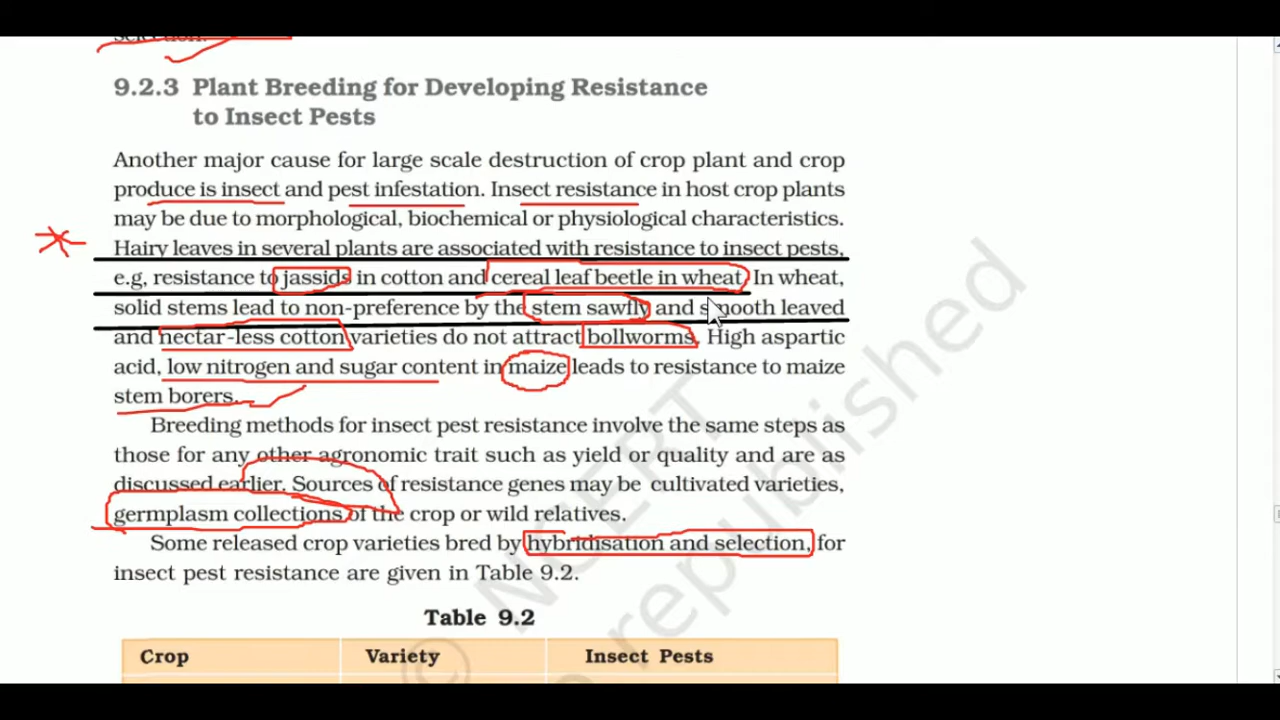 selection.
9.2.3 Plant Breeding for Developing Resistance
to Insect Pests
Another major cause for large scale destruction of crop plant and crop
produce is insect and pest infestation. Insect resistance in host crop plants
may be due to morphological, biochemical or physiological characteristics.
Hairy leaves in several plants are associated with resistance to insect pests,
e.g, resistance to jassids in cotton and cereal leaf beetle in wheat. In wheat,
solid stems lead to non-preference by the stem sawfly and smooth leaved
and nectar-less cotton varieties do not attract bollworms. High aspartic
acid, low nitrogen and sugar content in maize leads to resistance to maize
stem borers.
Breeding methods for insect pest resistance involve the same steps as
those for any other agronomic trait such as yield or quality and are as
discussed earlier. Sources of resistance genes may be cultivated varieties,
germplasm collections of the crop or wild relatives.
Some released crop varieties bred by hybridisation and selection, for
insect pest resistance are given in Table 9.2.
Table 9.2
Crop Variety Insect Pests
© NCERT
republished